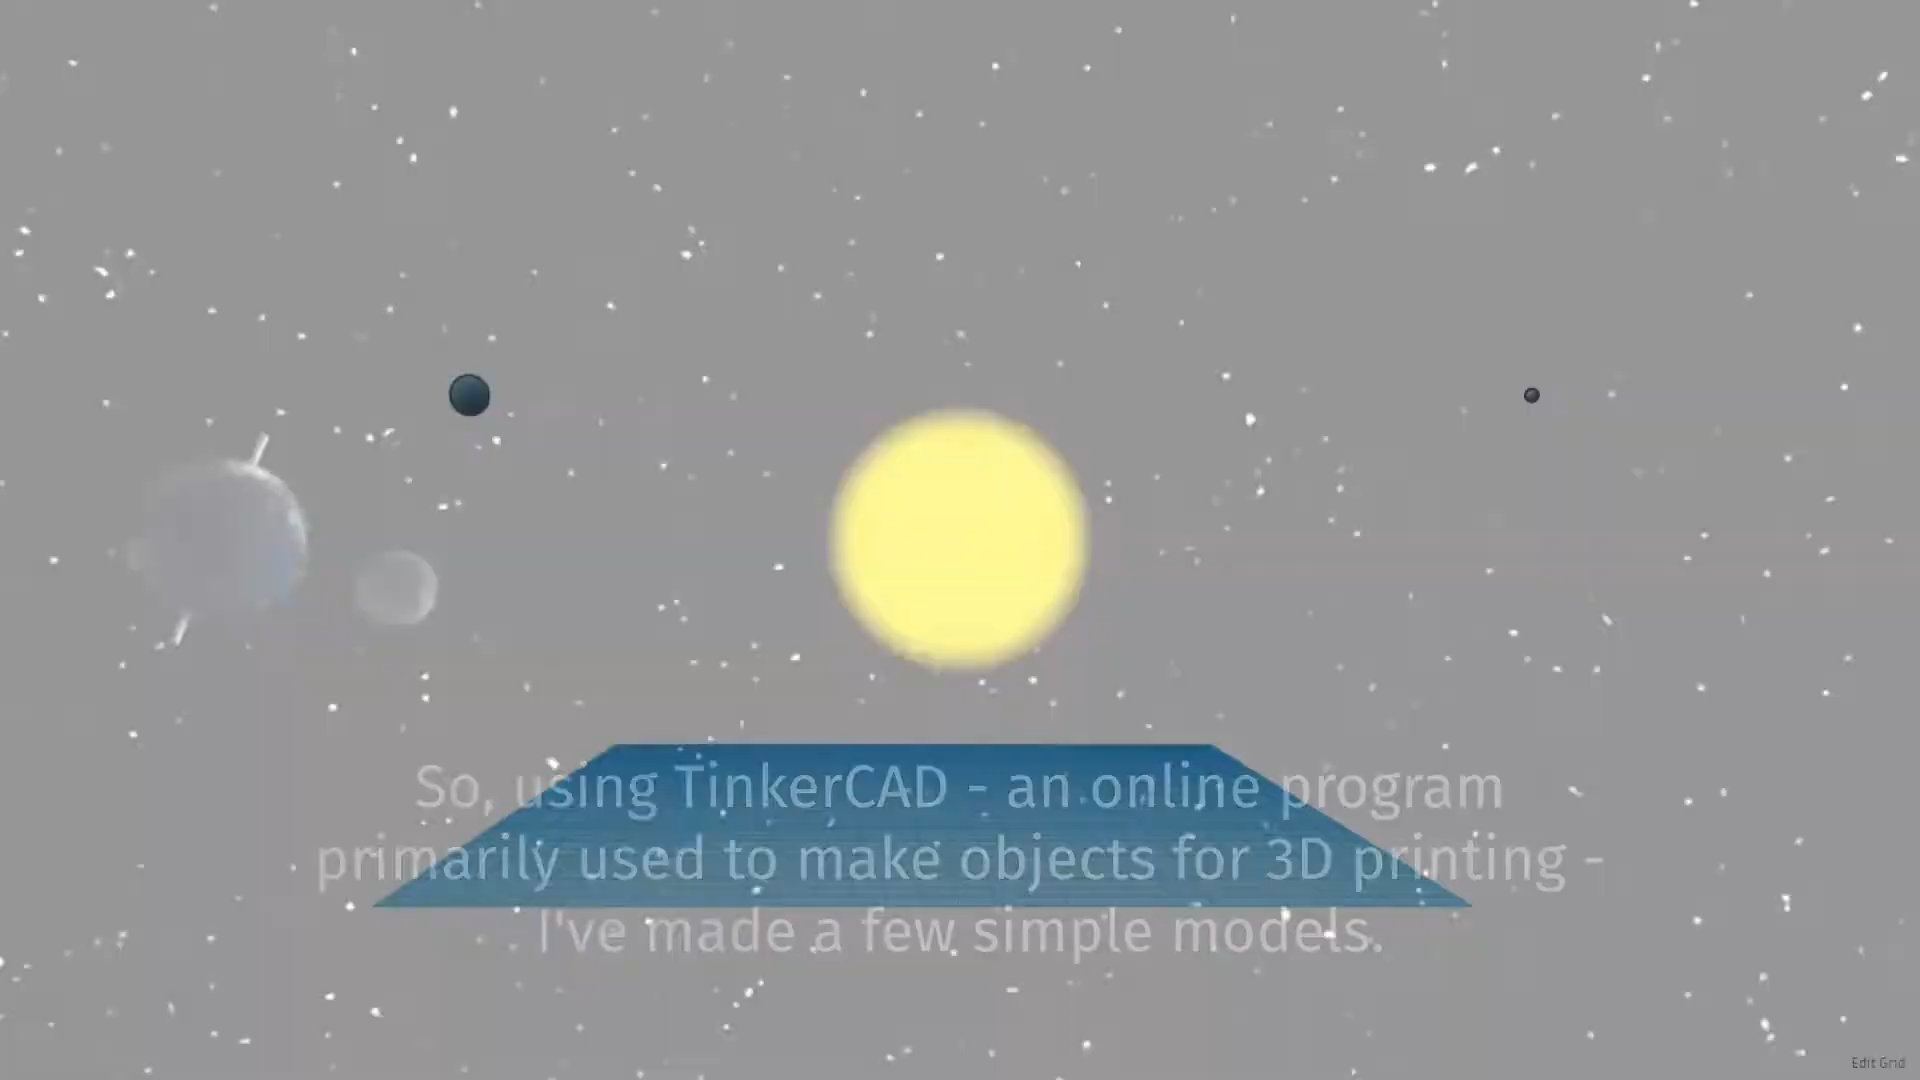 So, using TinkerCAD - an online program
primarily used to make objects for 3D printing -
I've made a few simple models.
Edit Grid